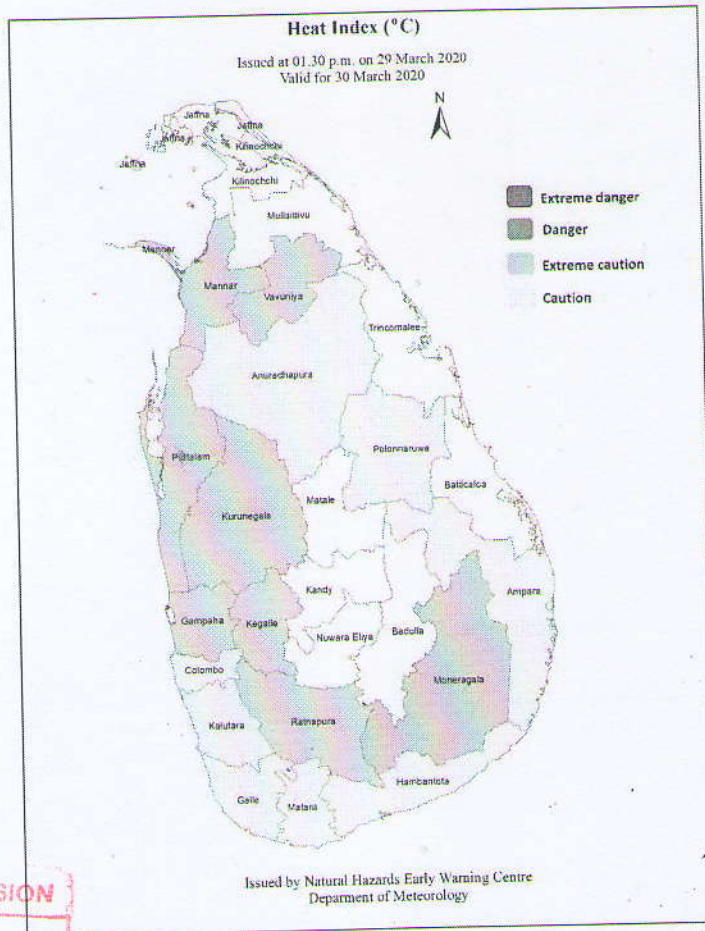 Heat Index (°C)
Issued at 01.30 p.m. on 29 March 2020
Valid for 30 March 2020
N
Jaffna
Jaffna
Jaffna
Kilinochchi
Jaffna
Kilinochchi
Mullaitivu
Extreme danger
Danger
Extreme caution
Caution
Mannar
Mannar
Vavuniya
Trincomalee
Anuradhapura
Polonnaruwa
Puttalam
Batticaloa
Matale
Kurunegala
Kandy
Ampara
Gampaha
Kegalle
Nuwara Eliya
Badulla
Colombo
Moneragala
Ratnapura
Kalutara
Hambantota
Galle
Matara
SION
Issued by Natural Hazards Early Warning Centre
Deparment of Meteorology